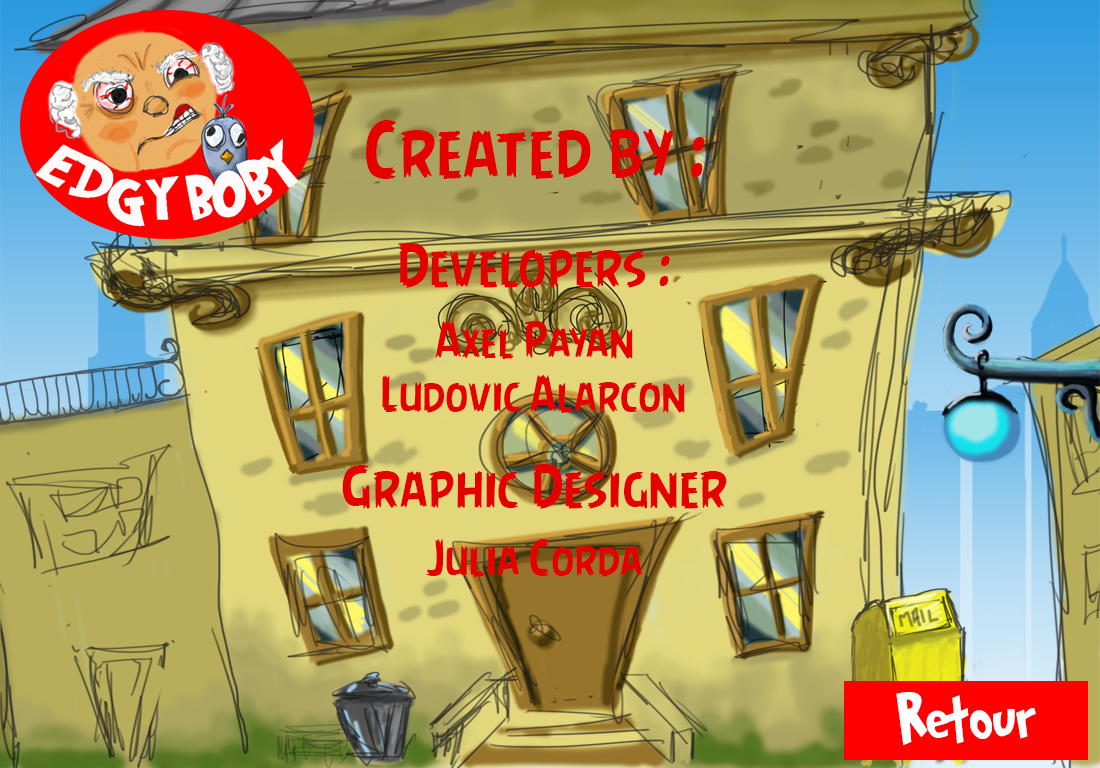 EDGY BOBY
Created by :
Developers :
Axel Payan
Ludovic Alarcon
Graphic Designer
Julia Corda
MAIL
Retour